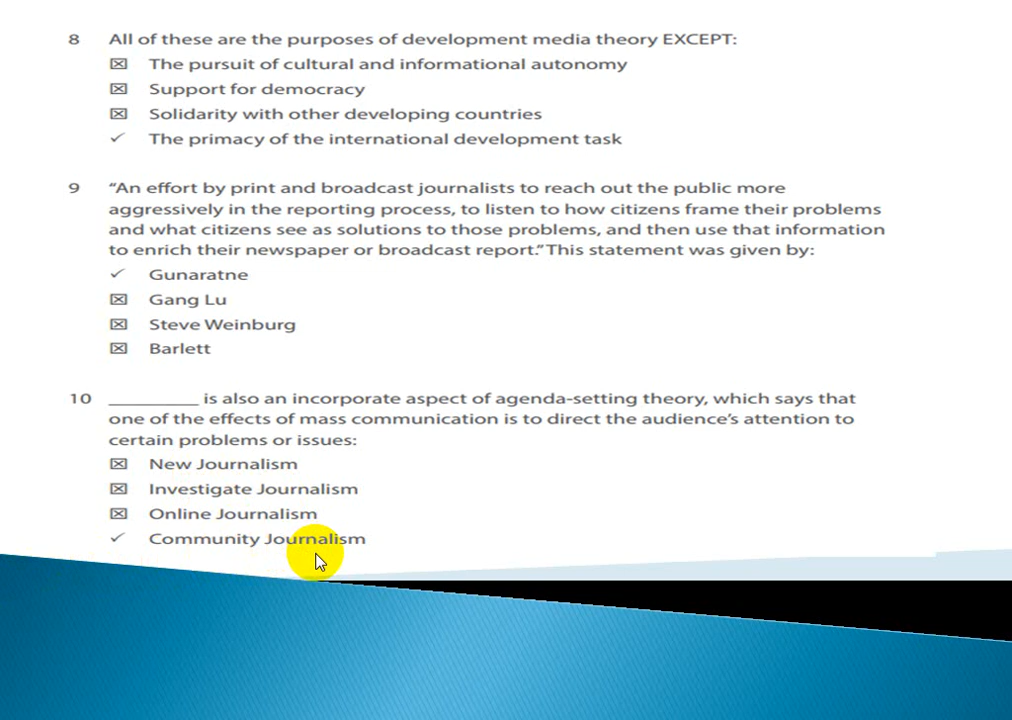 8 All of these are the purposes of development media theory EXCEPT:
☒ The pursuit of cultural and informational autonomy
☒ Support for democracy
☒ Solidarity with other developing countries
✓ The primacy of the international development task
9 “An effort by print and broadcast journalists to reach out the public more
aggressively in the reporting process, to listen to how citizens frame their problems
and what citizens see as solutions to those problems, and then use that information
to enrich their newspaper or broadcast report.” This statement was given by:
✓ Gunaratne
☒ Gang Lu
☒ Steve Weinburg
☒ Barlett
10 __________ is also an incorporate aspect of agenda-setting theory, which says that
one of the effects of mass communication is to direct the audience’s attention to
certain problems or issues:
☒ New Journalism
☒ Investigate Journalism
☒ Online Journalism
✓ Community Journalism